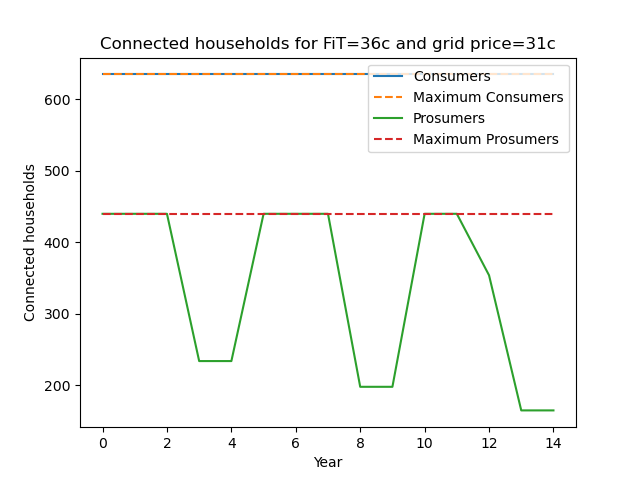 Connected households for FiT=36c and grid price=31c
Consumers
Maximum Consumers
Prosumers
Maximum Prosumers
Connected households
600
500
400
300
200
0 2 4 6 8 10 12 14
Year